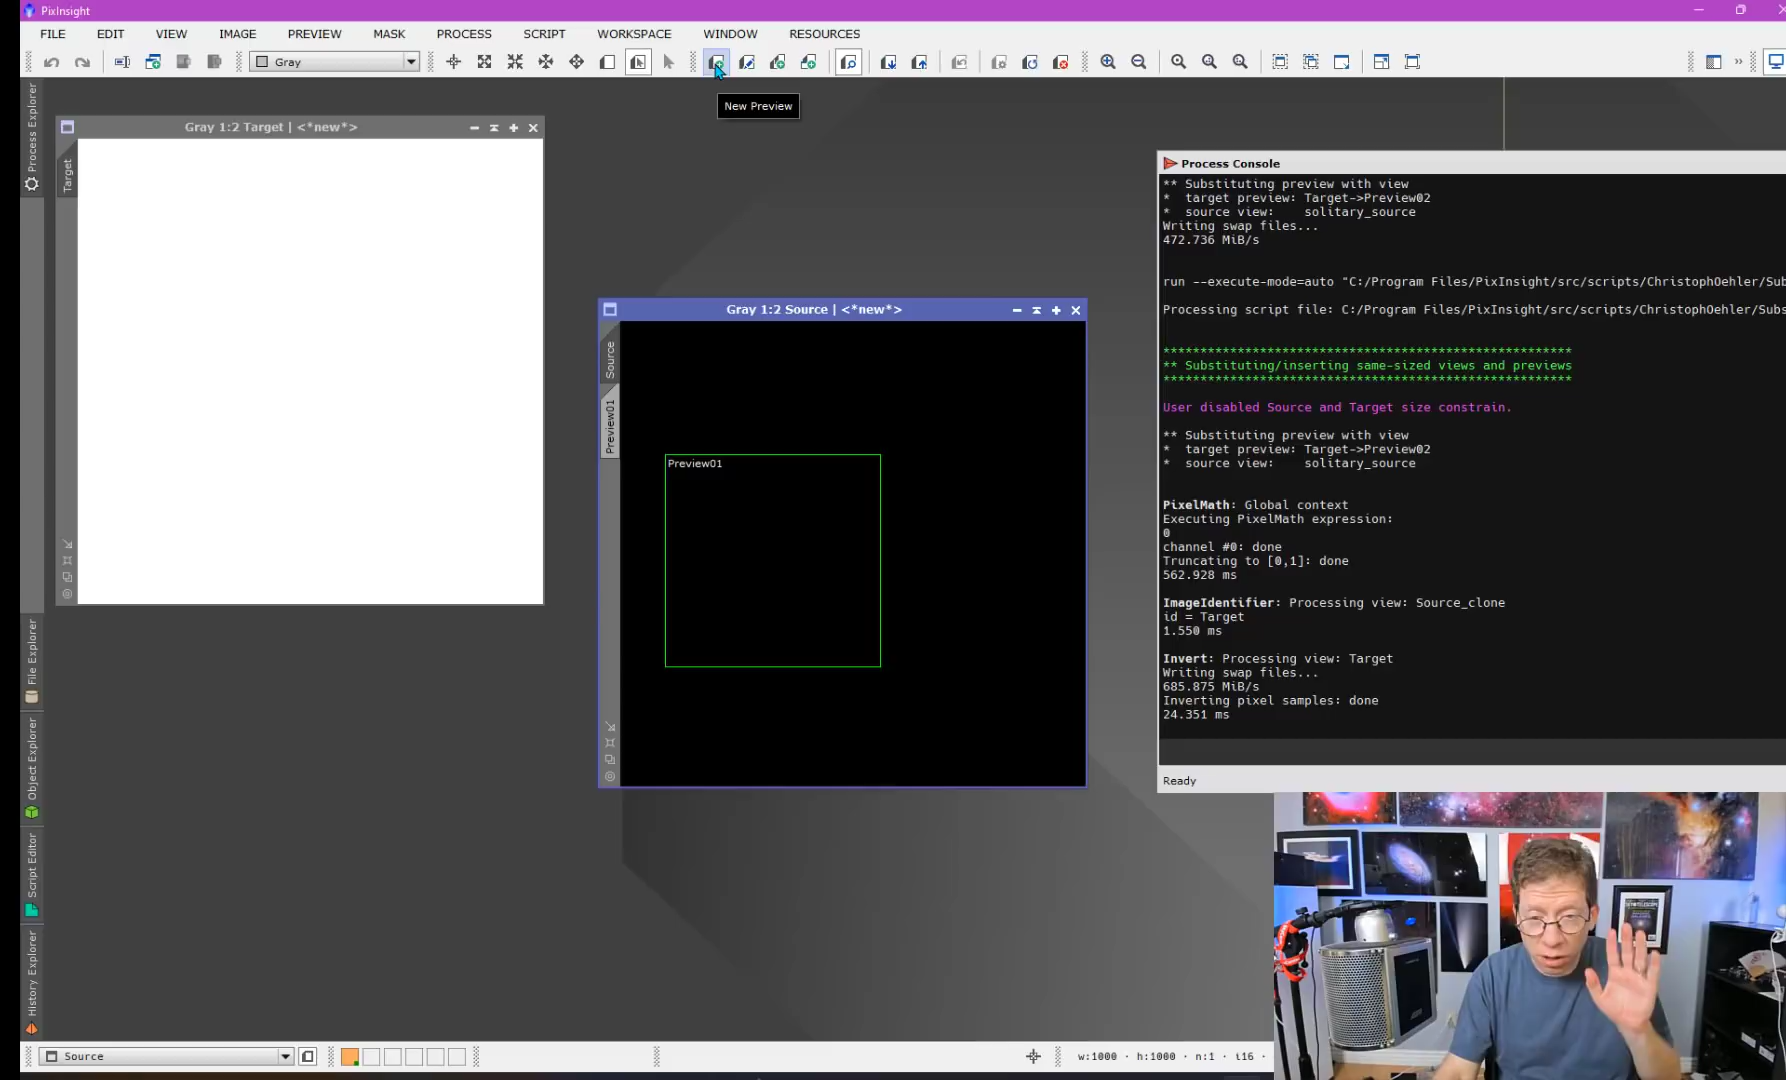 PixInsight
FILE EDIT VIEW IMAGE PREVIEW MASK PROCESS SCRIPT WORKSPACE WINDOW RESOURCES
Gray
New Preview
Process Explorer
File Explorer
Object Explorer
Script Editor
History Explorer
Gray 1:2 Target | <*new*>
Target
Gray 1:2 Source | <*new*>
Source
Preview01
Preview01
Process Console
** Substituting preview with view
* target preview: Target->Preview02
* source view: solitary_source
Writing swap files...
472.736 MiB/s
run --execute-mode=auto "C:/Program Files/PixInsight/src/scripts/ChristophOehler/Sub
Processing script file: C:/Program Files/PixInsight/src/scripts/ChristophOehler/Subs
*******************************************************
** Substituting/inserting same-sized views and previews
*******************************************************
User disabled Source and Target size constrain.
** Substituting preview with view
* target preview: Target->Preview02
* source view: solitary_source
PixelMath: Global context
Executing PixelMath expression:
0
channel #0: done
Truncating to [0,1]: done
562.928 ms
ImageIdentifier: Processing view: Source_clone
id = Target
1.550 ms
Invert: Processing view: Target
Writing swap files...
685.875 MiB/s
Inverting pixel samples: done
24.351 ms
Ready
Source
w:1000 · h:1000 · n:1 · i16 ·